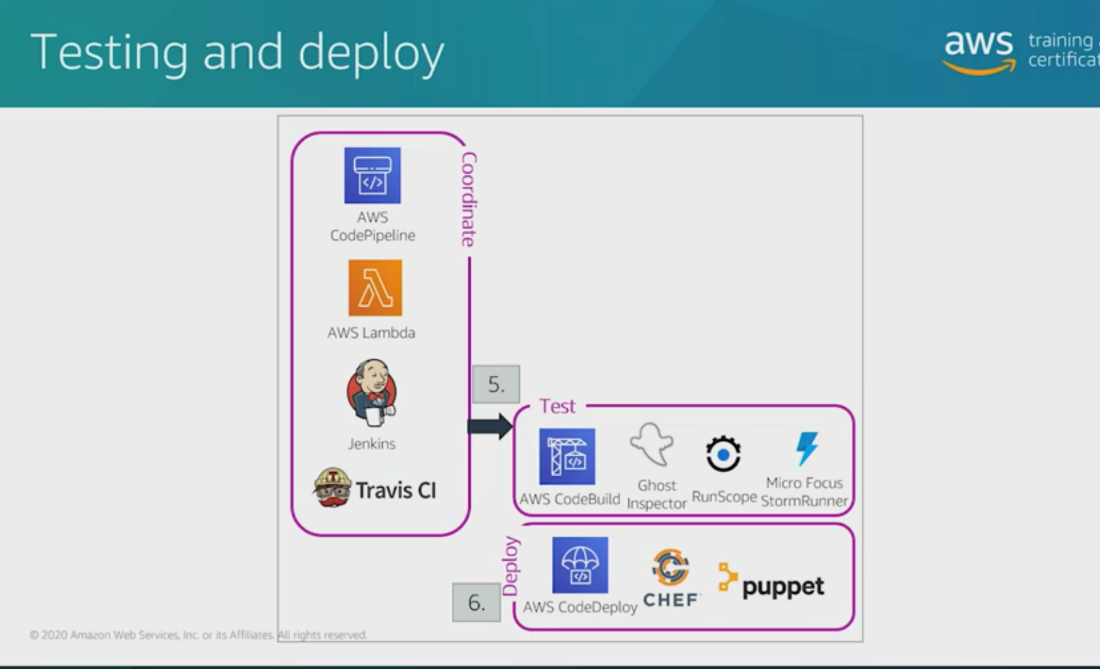 Testing and deploy
aws
training a
certificat
Coordinate
AWS
CodePipeline
AWS Lambda
Jenkins
T
Travis CI
5.
Test
AWS CodeBuild
Ghost
Inspector
RunScope
Micro Focus
StormRunner
6.
Deploy
AWS CodeDeploy
CHEF
puppet
© 2020 Amazon Web Services, Inc. or its Affiliates. All rights reserved.